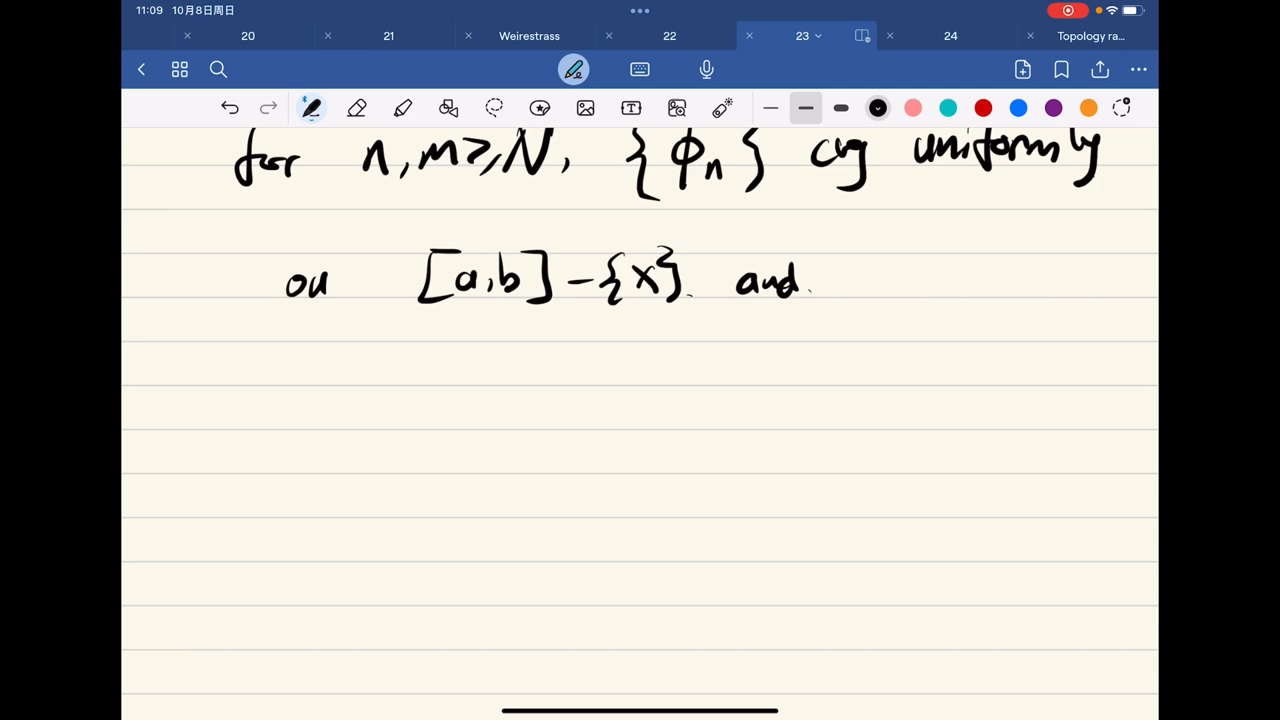 11:09 10月8日周日
20 21 Weirestrass 22 23 24 Topology ra...
for n,m≥N, {ϕn} cvg uniformly
on [a,b]-{x}. and.